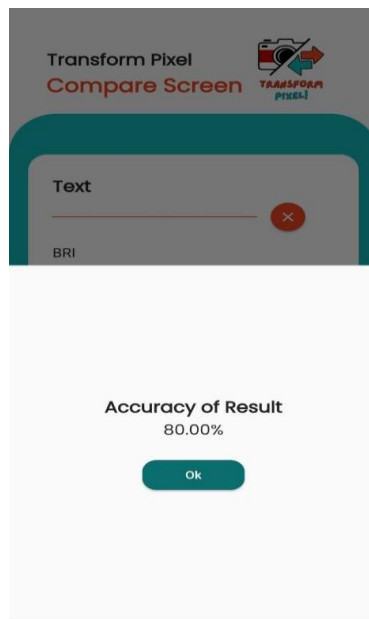 Transform Pixel
Compare Screen
TRANSFORM
PIXEL!
Text
BRI
Accuracy of Result
80.00%
Ok